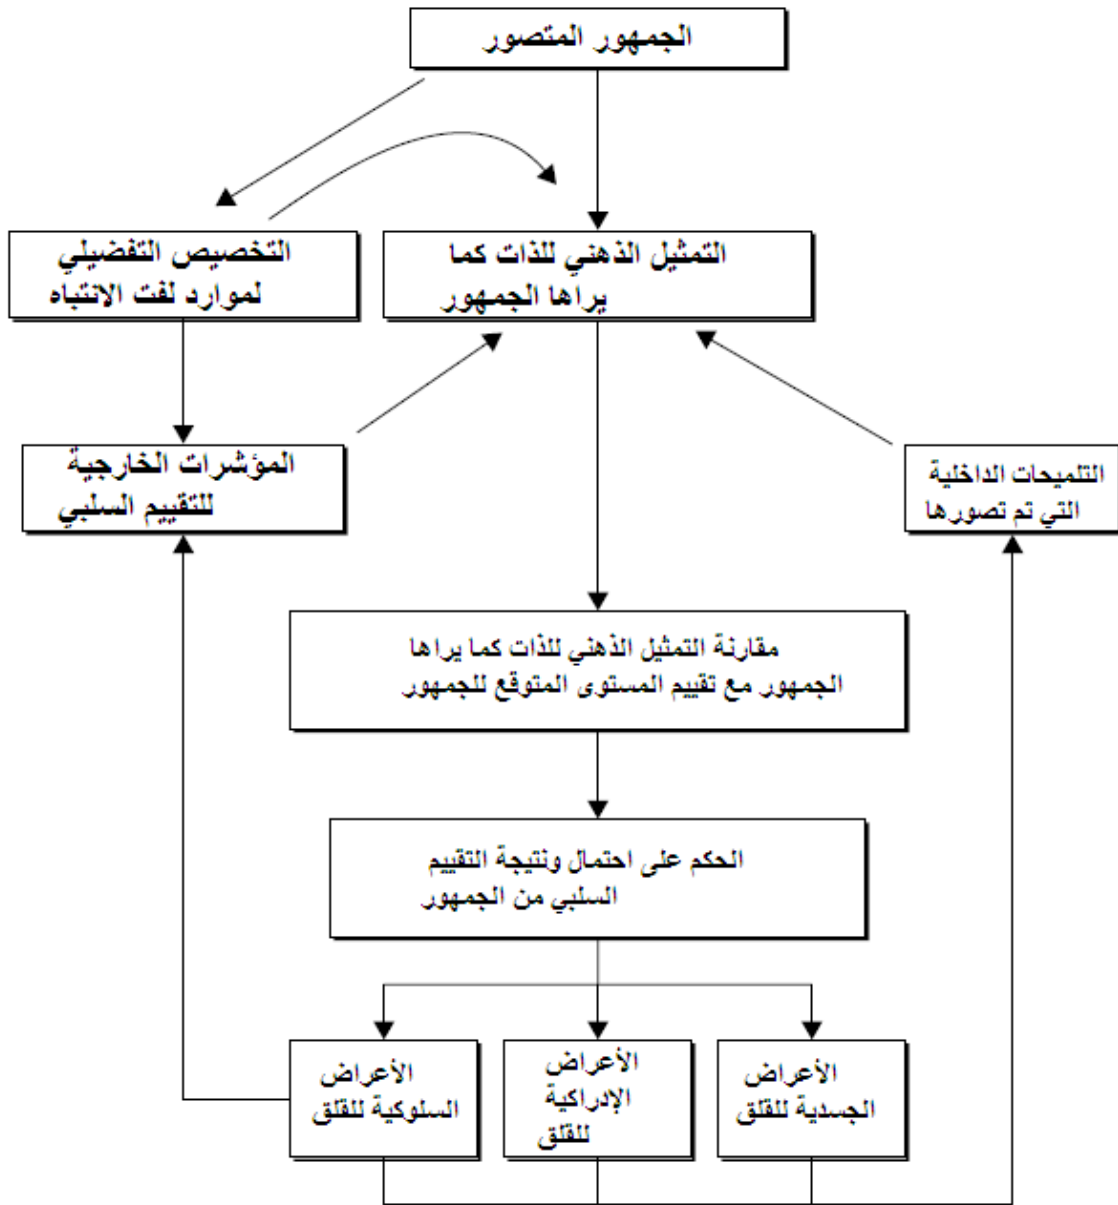 الجمهور المتصور
التمثيل الذهني للذات كما
يراها الجمهور
التخصيص التفضيلي
لموارد لفت الانتباه
التلميحات الداخلية
التي تم تصورها
المؤشرات الخارجية
للتقييم السلبي
مقارنة التمثيل الذهني للذات كما يراها
الجمهور مع تقييم المستوى المتوقع للجمهور
الحكم على احتمال ونتيجة التقييم
السلبي من الجمهور
الأعراض
الجسدية للقلق
الأعراض
الإدراكية
للقلق
الأعراض
السلوكية للقلق